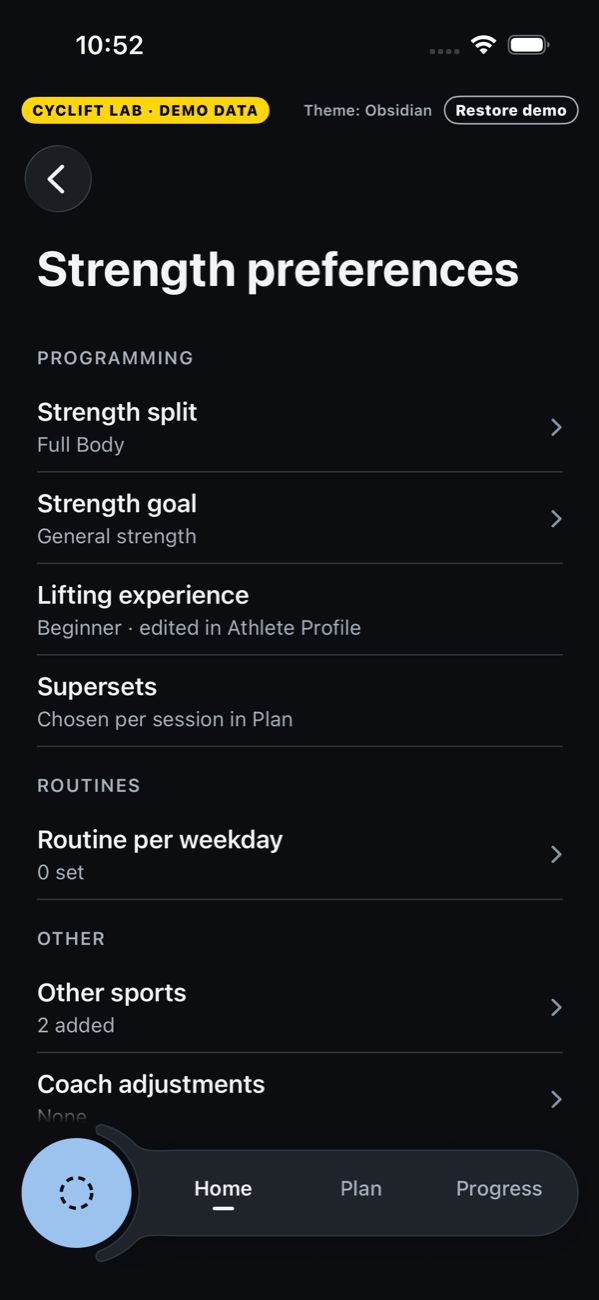 10:52
CYCLIFT LAB · DEMO DATA
Theme: Obsidian
Restore demo
Strength preferences
PROGRAMMING
Strength split
Full Body
Strength goal
General strength
Lifting experience
Beginner · edited in Athlete Profile
Supersets
Chosen per session in Plan
ROUTINES
Routine per weekday
0 set
OTHER
Other sports
2 added
Coach adjustments
None
Home
Plan
Progress